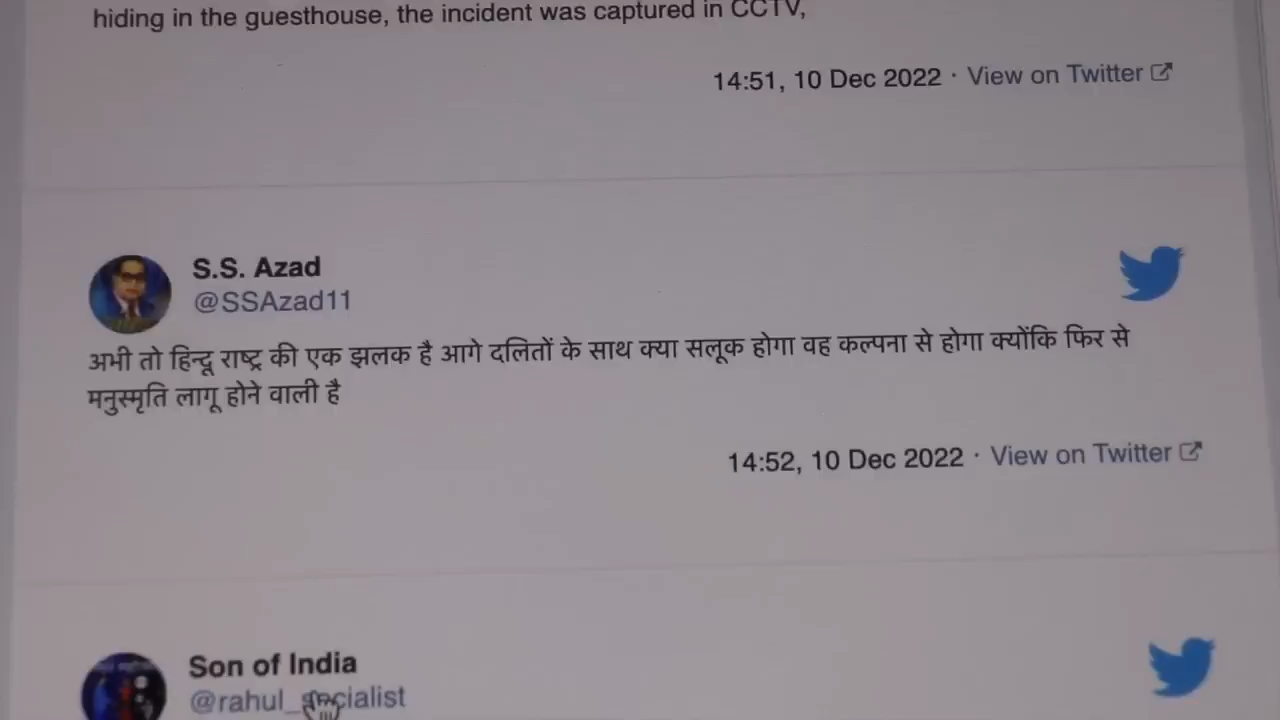 hiding in the guesthouse, the incident was captured in CCTV,
14:51, 10 Dec 2022 · View on Twitter
S.S. Azad
@SSAzad11
अभी तो हिन्दू राष्ट्र की एक झलक है आगे दलितों के साथ क्या सलूक होगा वह कल्पना से होगा क्योंकि फिर से
मनुस्मृति लागू होने वाली है
14:52, 10 Dec 2022 · View on Twitter
Son of India
@rahul_socialist